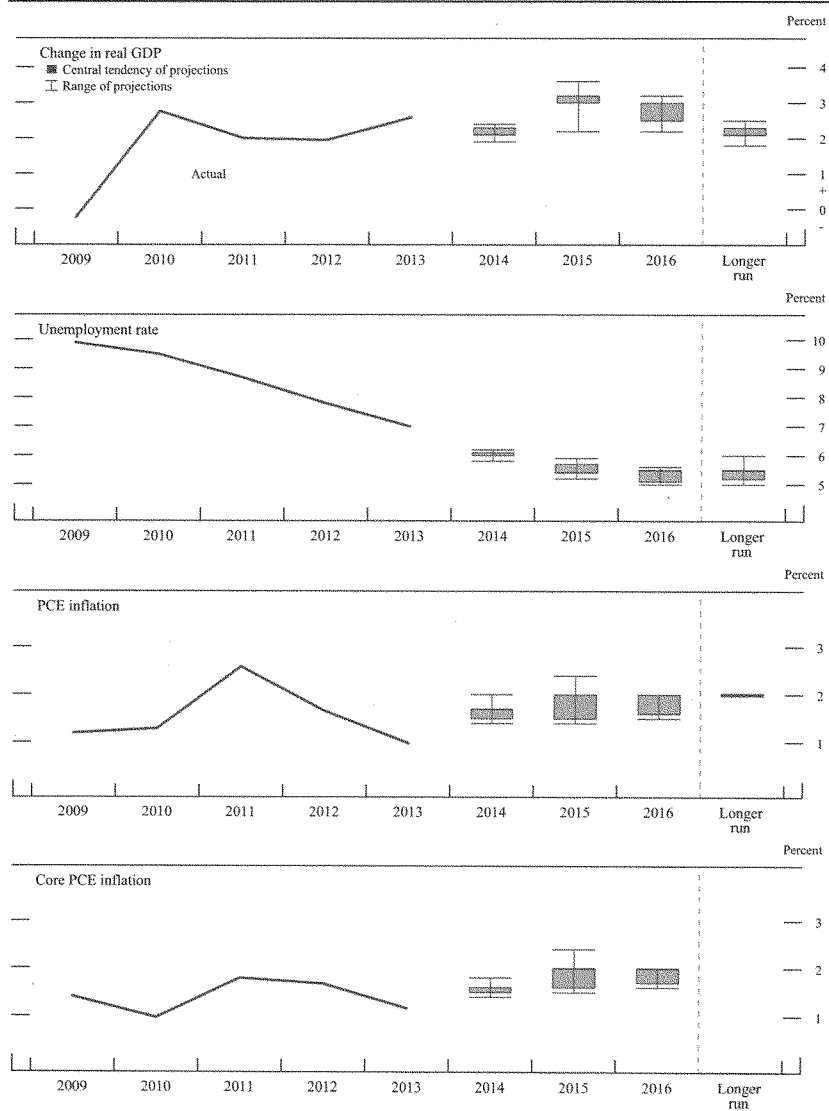 Percent
Change in real GDP
Central tendency of projections
Range of projections
Actual
4
3
2
1
+
0
-
2009 2010 2011 2012 2013 2014 2015 2016 Longer
run
Percent
Unemployment rate
10
9
8
7
6
5
2009 2010 2011 2012 2013 2014 2015 2016 Longer
run
Percent
PCE inflation
3
2
1
2009 2010 2011 2012 2013 2014 2015 2016 Longer
run
Percent
Core PCE inflation
3
2
1
2009 2010 2011 2012 2013 2014 2015 2016 Longer
run